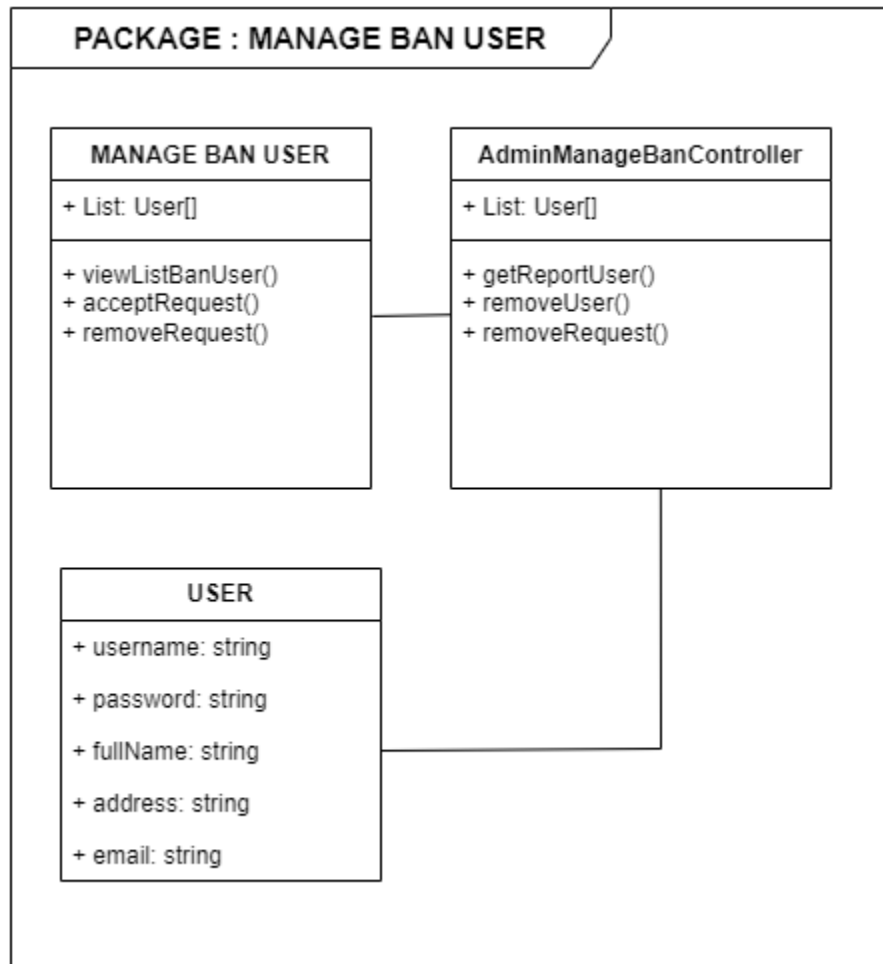 PACKAGE : MANAGE BAN USER
MANAGE BAN USER
+ List: User[]
+ viewListBanUser()
+ acceptRequest()
+ removeRequest()
AdminManageBanController
+ List: User[]
+ getReportUser()
+ removeUser()
+ removeRequest()
USER
+ username: string
+ password: string
+ fullName: string
+ address: string
+ email: string